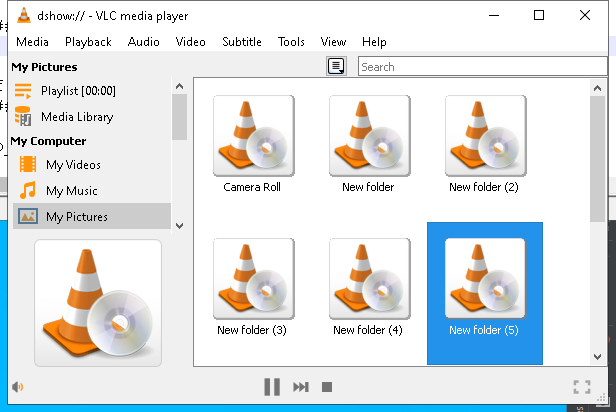 dshow:// - VLC media player
Media Playback Audio Video Subtitle Tools View Help
My Pictures
Search
Playlist [00:00]
Media Library
My Computer
My Videos
My Music
My Pictures
Camera Roll
New folder
New folder (2)
New folder (3)
New folder (4)
New folder (5)